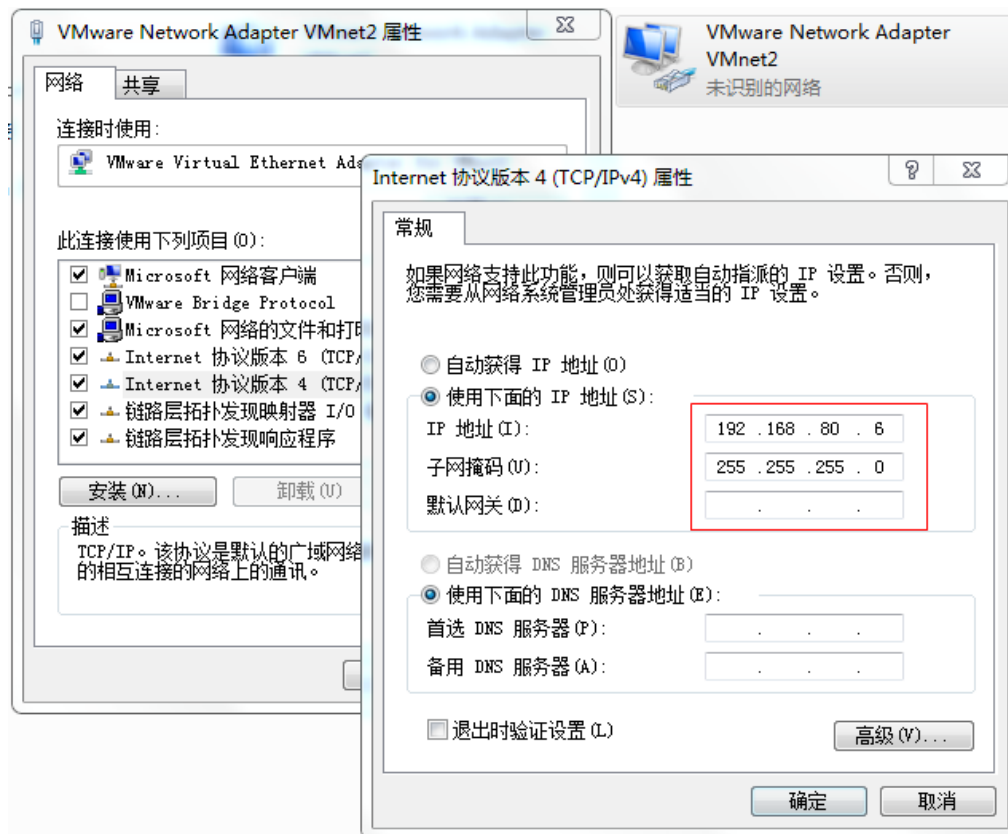 VMware Network Adapter VMnet2 属性
网络
共享
连接时使用:
VMware Virtual Ethernet
此连接使用下列项目(O):
Microsoft 网络客户端
VMware Bridge Protocol
Microsoft 网络的文件和打印
Internet 协议版本 6 (TCP/
Internet 协议版本 4 (TCP/
链路层拓扑发现映射器 I/O
链路层拓扑发现响应程序
安装(N)...
卸载(U)
描述
TCP/IP。该协议是默认的广域网络
的相互连接的网络上的通讯。
VMware Network Adapter
VMnet2
未识别的网络
Internet 协议版本 4 (TCP/IPv4) 属性
常规
如果网络支持此功能，则可以获取自动指派的 IP 设置。否则，
您需要从网络系统管理员处获得适当的 IP 设置。
自动获得 IP 地址(O)
使用下面的 IP 地址(S):
IP 地址(I): 192 .168 .80 .6
子网掩码(U): 255 .255 .255 .0
默认网关(D): . . .
自动获得 DNS 服务器地址(B)
使用下面的 DNS 服务器地址(E):
首选 DNS 服务器(P): . . .
备用 DNS 服务器(A): . . .
退出时验证设置(L)
高级(V)...
确定
取消